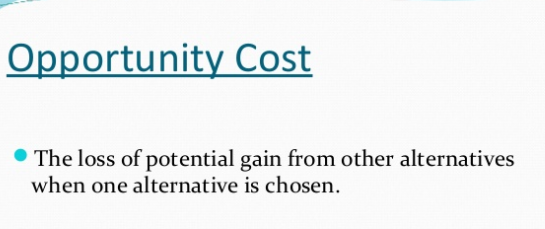 Opportunity Cost
The loss of potential gain from other alternatives
when one alternative is chosen.